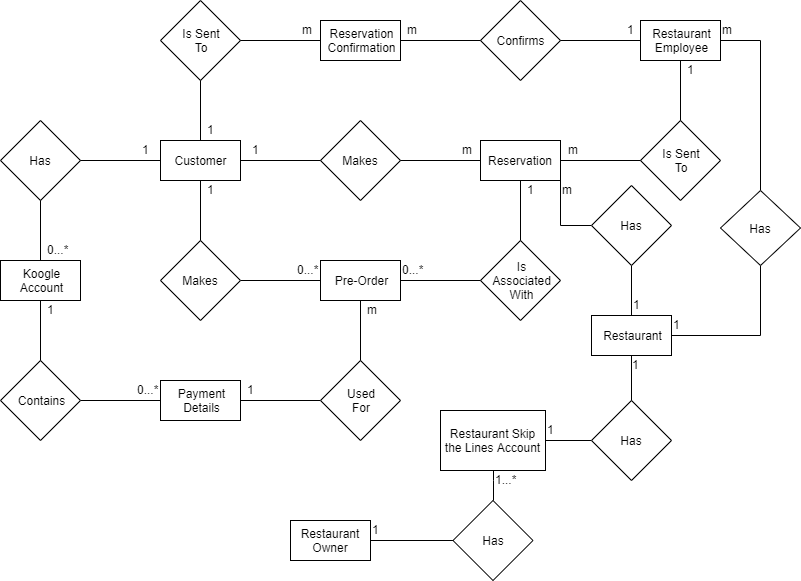 Is Sent
To
m
Reservation
Confirmation
m
Confirms
1
Restaurant
Employee
m
1
1
Has
1
Customer
1
Makes
m
Reservation
m
Is Sent
To
1
1
m
Has
Has
0...*
Koogle
Account
1
Makes
0...*
Pre-Order
0...*
Is
Associated
With
m
1
Restaurant
1
1
Contains
0...*
Payment
Details
1
Used
For
Restaurant Skip
the Lines Account
1
Has
1...*
Restaurant
Owner
1
Has